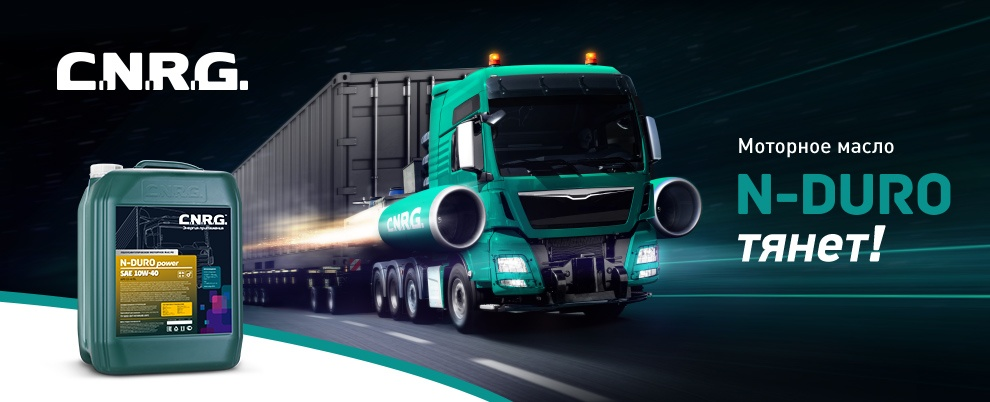 C.N.R.G.
Моторное масло
N-DURO
тянет!
C.N.R.G.
C.N.R.G.
C.N.R.G.
N-DURO power
SAE 10W-40